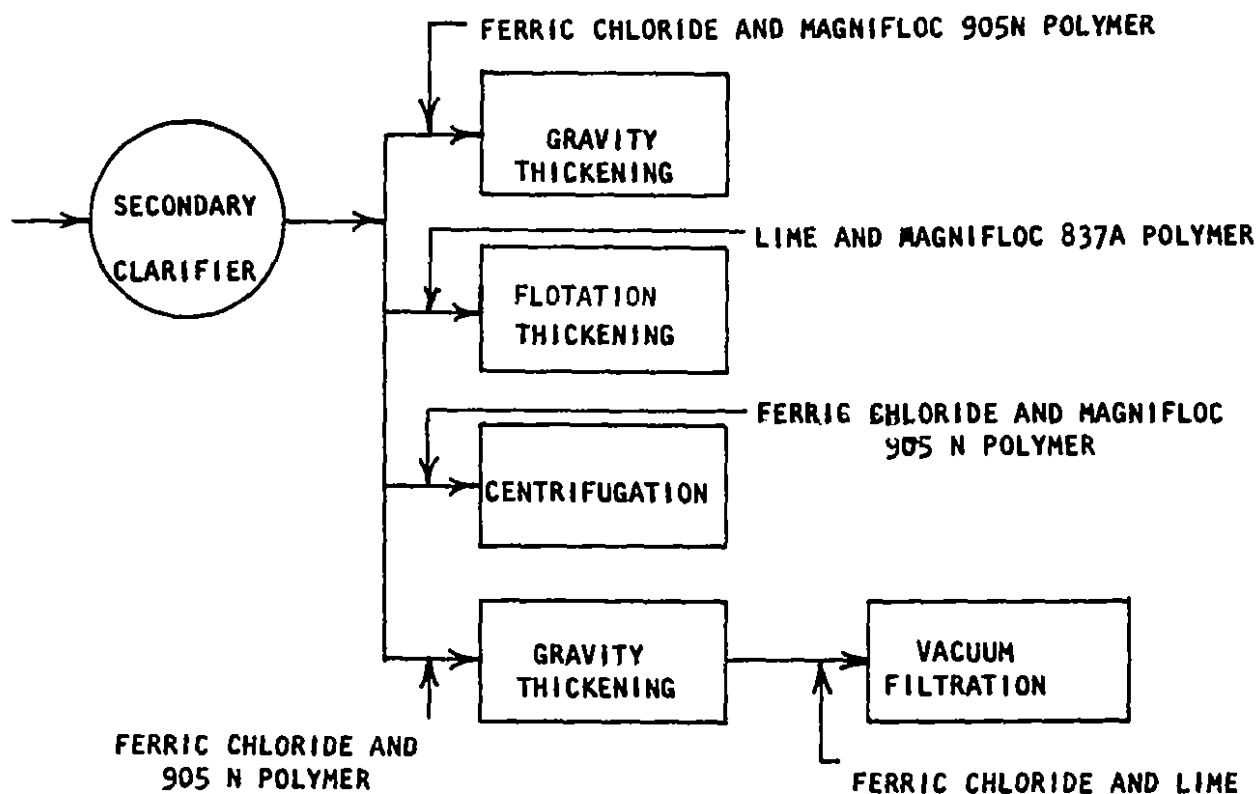 FERRIC CHLORIDE AND MAGNIFLOC 905N POLYMER
GRAVITY
THICKENING
SECONDARY
CLARIFIER
LIME AND MAGNIFLOC 837A POLYMER
FLOTATION
THICKENING
FERRIC CHLORIDE AND MAGNIFLOC
905 N POLYMER
CENTRIFUGATION
GRAVITY
THICKENING
VACUUM
FILTRATION
FERRIC CHLORIDE AND
905 N POLYMER
FERRIC CHLORIDE AND LIME